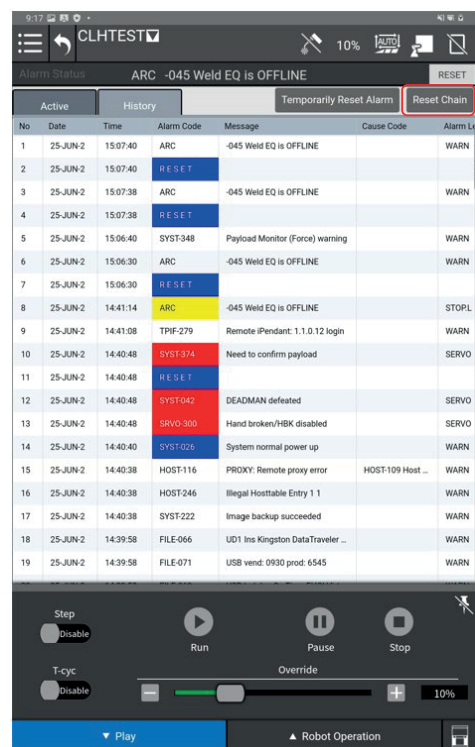 9:17
CLHTEST
10%
AUTO
Alarm Status ARC -045 Weld EQ is OFFLINE RESET
Active History Temporarily Reset Alarm Reset Chain
No Date Time Alarm Code Message Cause Code Alarm Le
1 25-JUN-2 15:07:40 ARC -045 Weld EQ is OFFLINE WARN
2 25-JUN-2 15:07:40 RESET
3 25-JUN-2 15:07:38 ARC -045 Weld EQ is OFFLINE WARN
4 25-JUN-2 15:07:38 RESET
5 25-JUN-2 15:06:40 SYST-348 Payload Monitor (Force) warning WARN
6 25-JUN-2 15:06:30 ARC -045 Weld EQ is OFFLINE WARN
7 25-JUN-2 15:06:30 RESET
8 25-JUN-2 14:41:14 ARC -045 Weld EQ is OFFLINE STOP.L
9 25-JUN-2 14:41:08 TPIF-279 Remote iPendant: 1.1.0.12 login WARN
10 25-JUN-2 14:40:48 SYST-374 Need to confirm payload SERVO
11 25-JUN-2 14:40:48 RESET
12 25-JUN-2 14:40:48 SYST-042 DEADMAN defeated SERVO
13 25-JUN-2 14:40:48 SRVO-300 Hand broken/HBK disabled SERVO
14 25-JUN-2 14:40:40 SYST-026 System normal power up WARN
15 25-JUN-2 14:40:38 HOST-116 PROXY: Remote proxy error HOST-109 Host ... WARN
16 25-JUN-2 14:40:38 HOST-246 Illegal Hosttable Entry 1 1 WARN
17 25-JUN-2 14:40:38 SYST-222 Image backup succeeded WARN
18 25-JUN-2 14:39:58 FILE-066 UD1 Ins Kingston DataTraveler ... WARN
19 25-JUN-2 14:39:58 FILE-071 USB vend: 0930 prod: 6545 WARN
Step
Disable
Run Pause Stop
T-cyc Override
Disable 10%
▼ Play ▲ Robot Operation